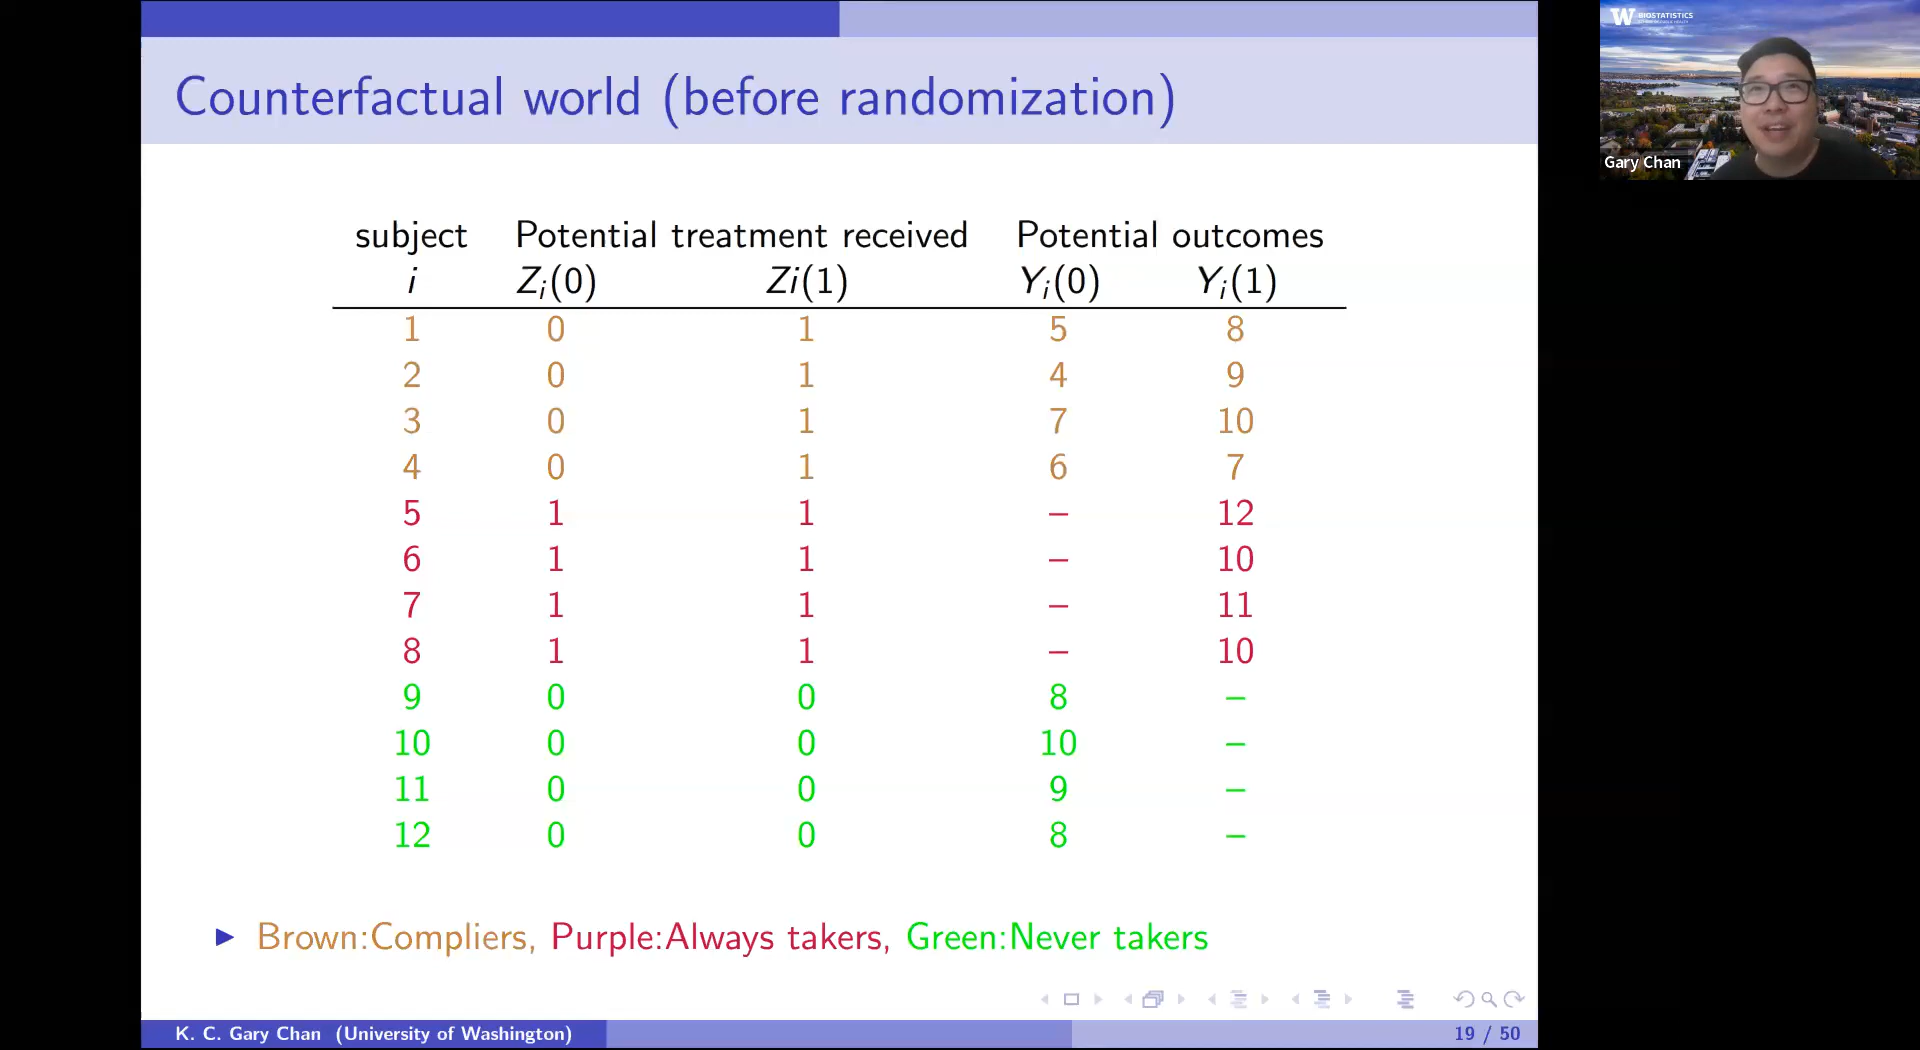 Counterfactual world (before randomization)
subject Potential treatment received Potential outcomes
i Zᵢ(0) Zi(1) Yᵢ(0) Yᵢ(1)
1 0 1 5 8
2 0 1 4 9
3 0 1 7 10
4 0 1 6 7
5 1 1 – 12
6 1 1 – 10
7 1 1 – 11
8 1 1 – 10
9 0 0 8 –
10 0 0 10 –
11 0 0 9 –
12 0 0 8 –
Brown:Compliers, Purple:Always takers, Green:Never takers
K. C. Gary Chan (University of Washington) 19 / 50
W BIOSTATISTICS
Gary Chan